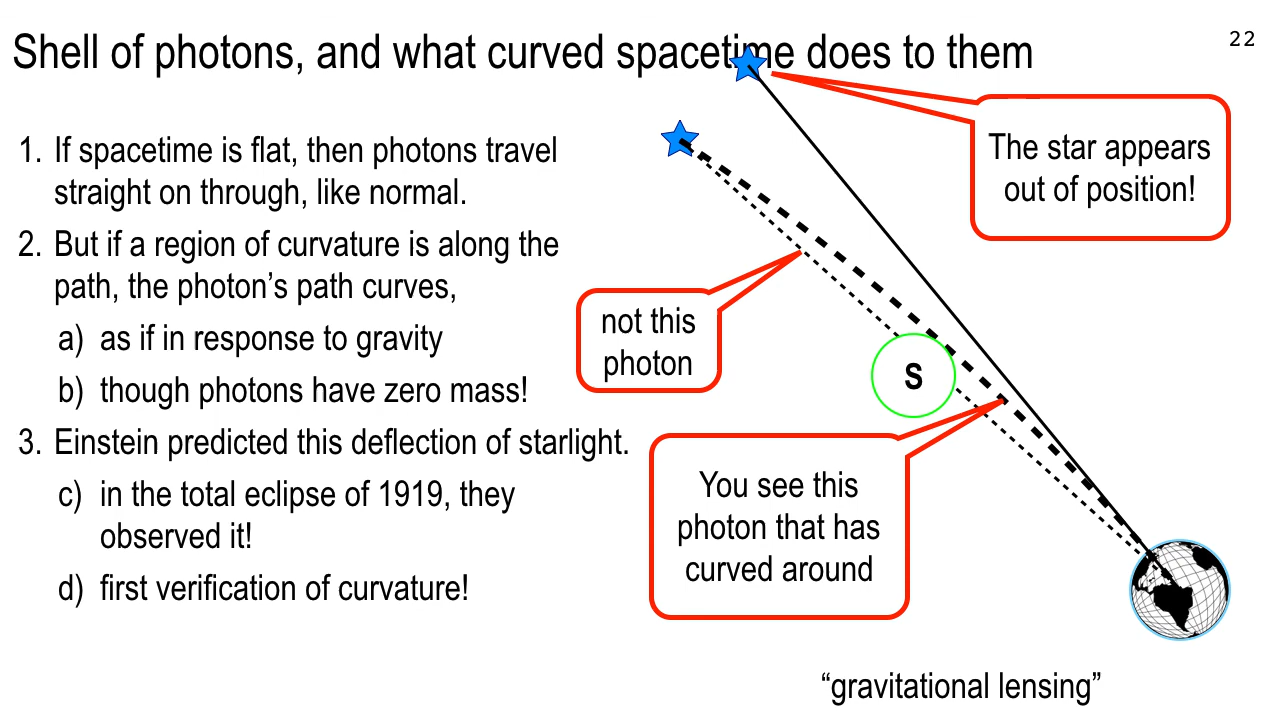 Shell of photons, and what curved spacetime does to them
22
1. If spacetime is flat, then photons travel
straight on through, like normal.
2. But if a region of curvature is along the
path, the photon’s path curves,
a) as if in response to gravity
b) though photons have zero mass!
3. Einstein predicted this deflection of starlight.
c) in the total eclipse of 1919, they
observed it!
d) first verification of curvature!
The star appears
out of position!
not this
photon
S
You see this
photon that has
curved around
“gravitational lensing”